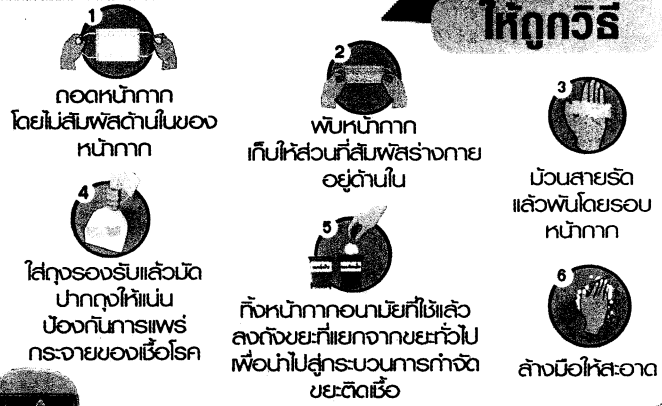 ให้ถูกวิธี
1
ถอดหน้ากาก
โดยไม่สัมผัสด้านในของ
หน้ากาก
2
พับหน้ากาก
เก็บให้ส่วนที่สัมผัสร่างกาย
อยู่ด้านใน
3
ม้วนสายรัด
แล้วพันโดยรอบ
หน้ากาก
4
ใส่ถุงรองรับแล้วมัด
ปากถุงให้แน่น
ป้องกันการแพร่
กระจายของเชื้อโรค
5
ทิ้งหน้ากากอนามัยที่ใช้แล้ว
ลงถังขยะที่แยกจากขยะทั่วไป
เพื่อนำไปสู่กระบวนการกำจัด
ขยะติดเชื้อ
6
ล้างมือให้สะอาด